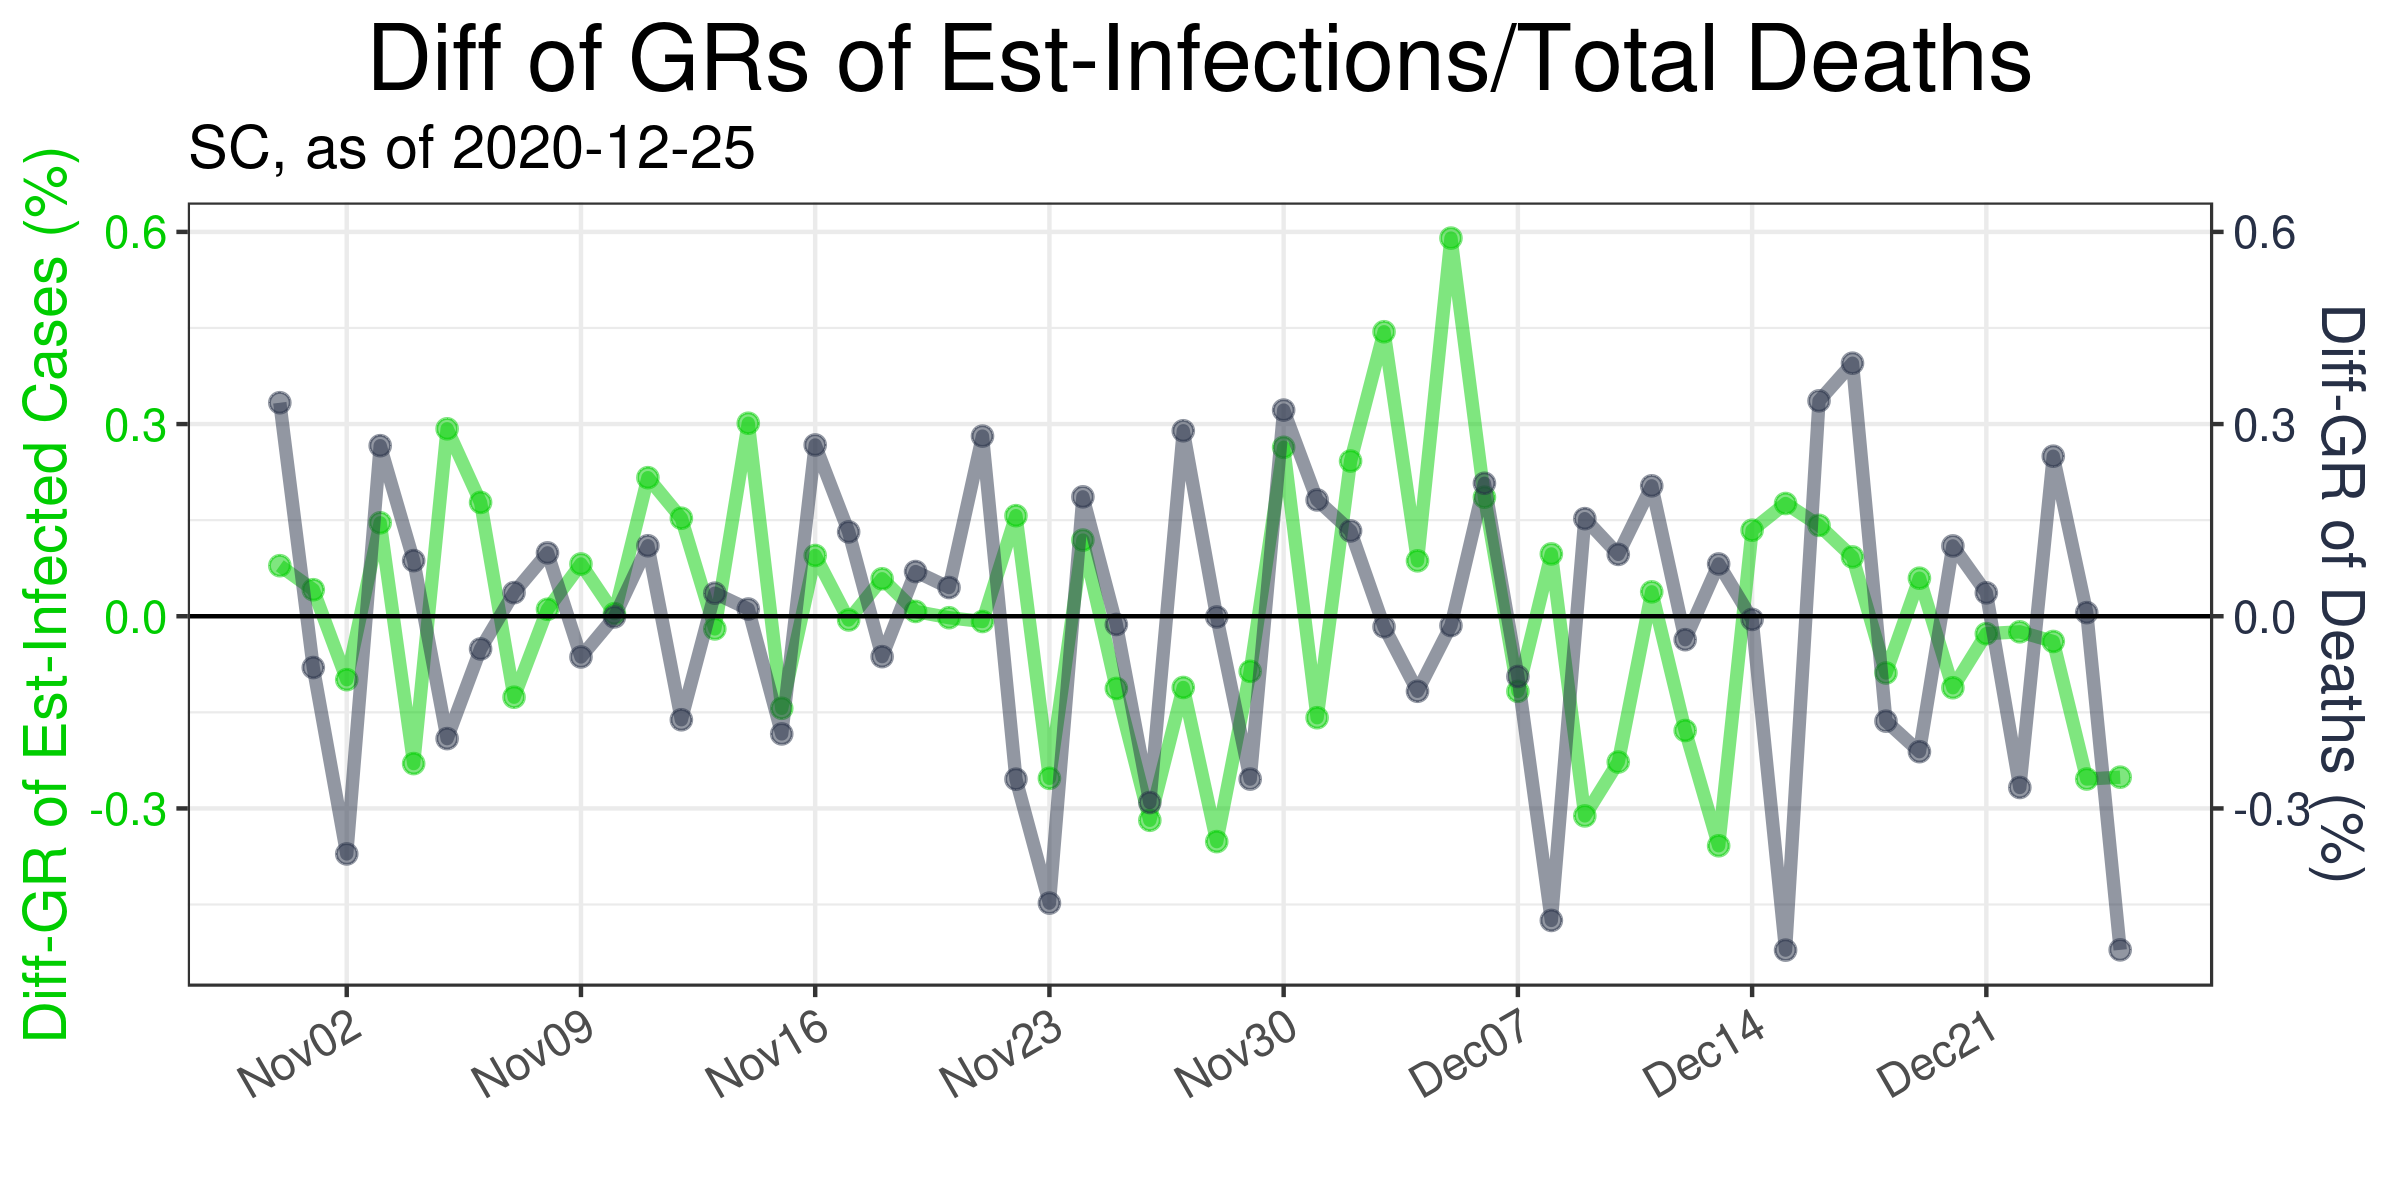 Diff of GRs of Est-Infections/Total Deaths
SC, as of 2020-12-25
Diff-GR of Est-Infected Cases (%)
0.6
0.3
0.0
-0.3
0.6
0.3
0.0
-0.3
Diff-GR of Deaths (%)
Nov02
Nov09
Nov16
Nov23
Nov30
Dec07
Dec14
Dec21